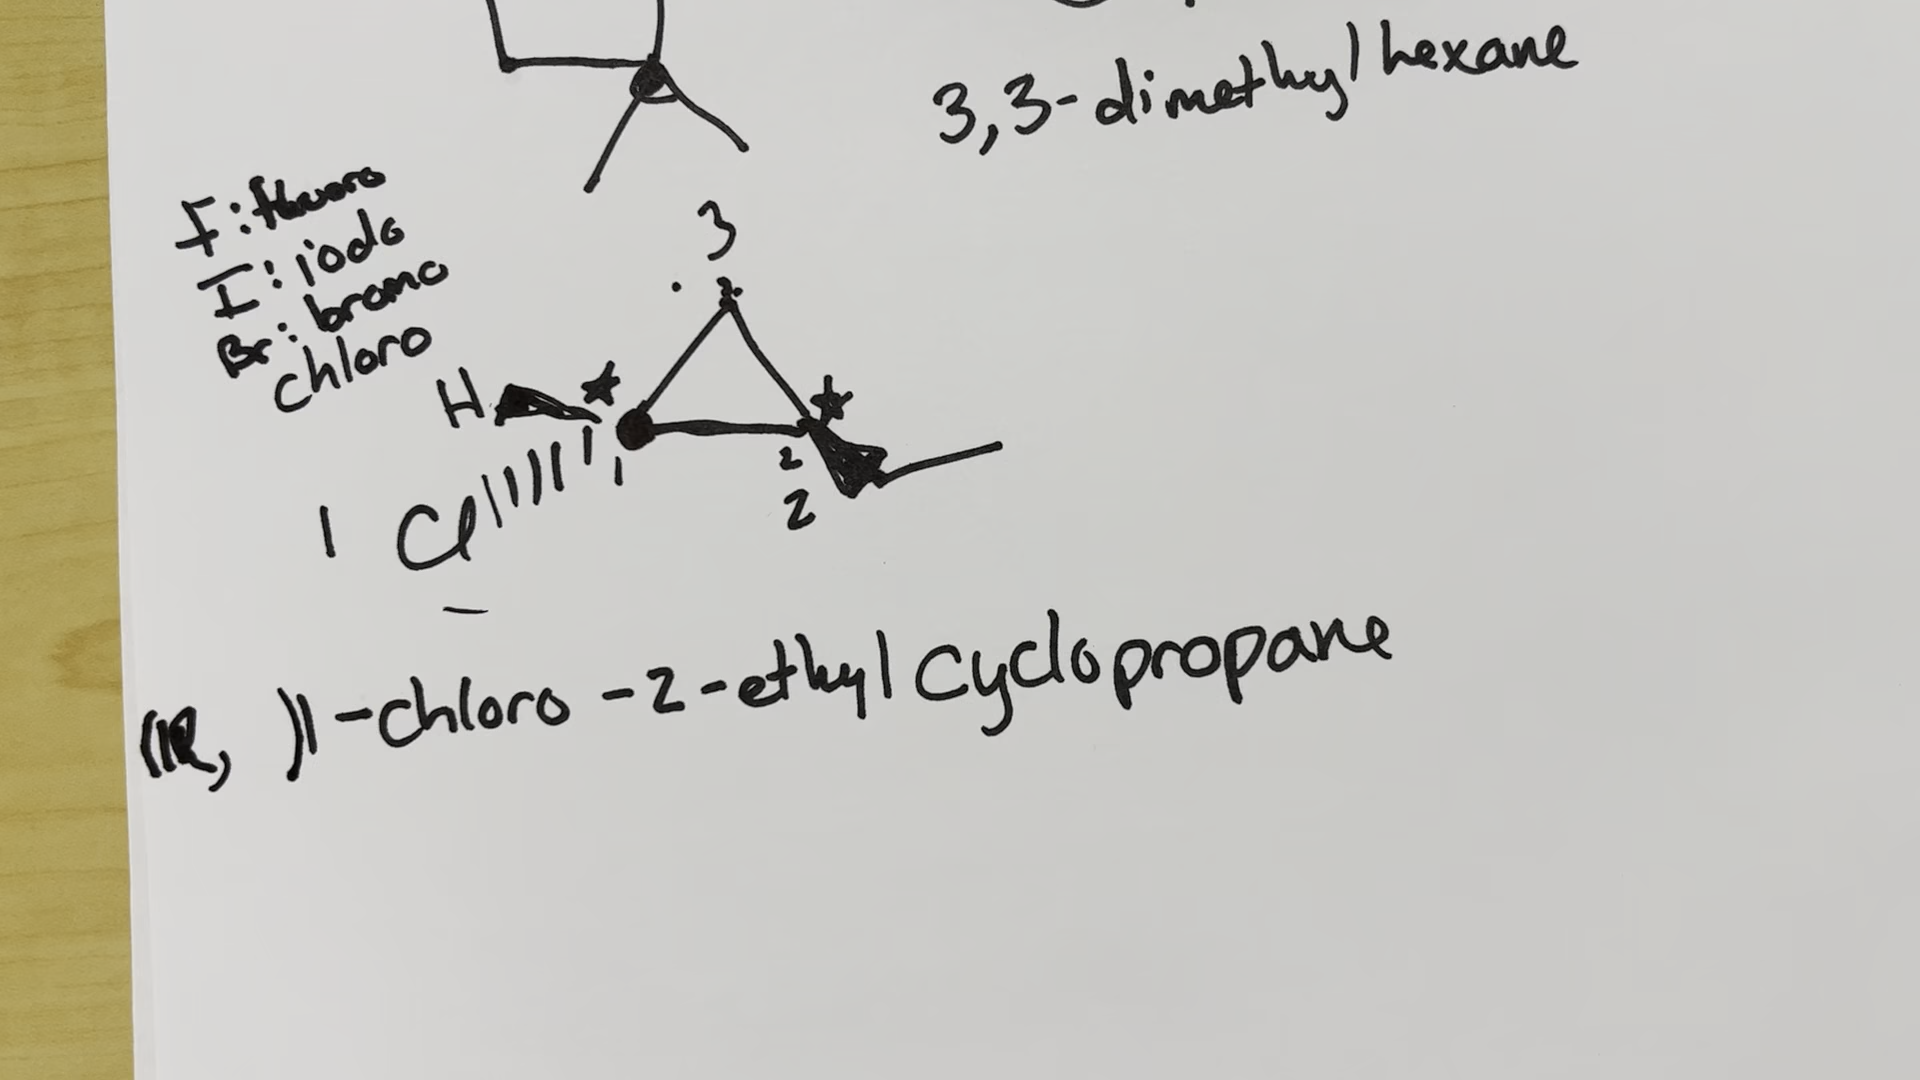 3,3-dimethylhexane
F: fluoro
I: iodo
Br: bromo
chloro
3
H
1
2
2
1 Cl
(1R, )1-chloro-2-ethylcyclopropane